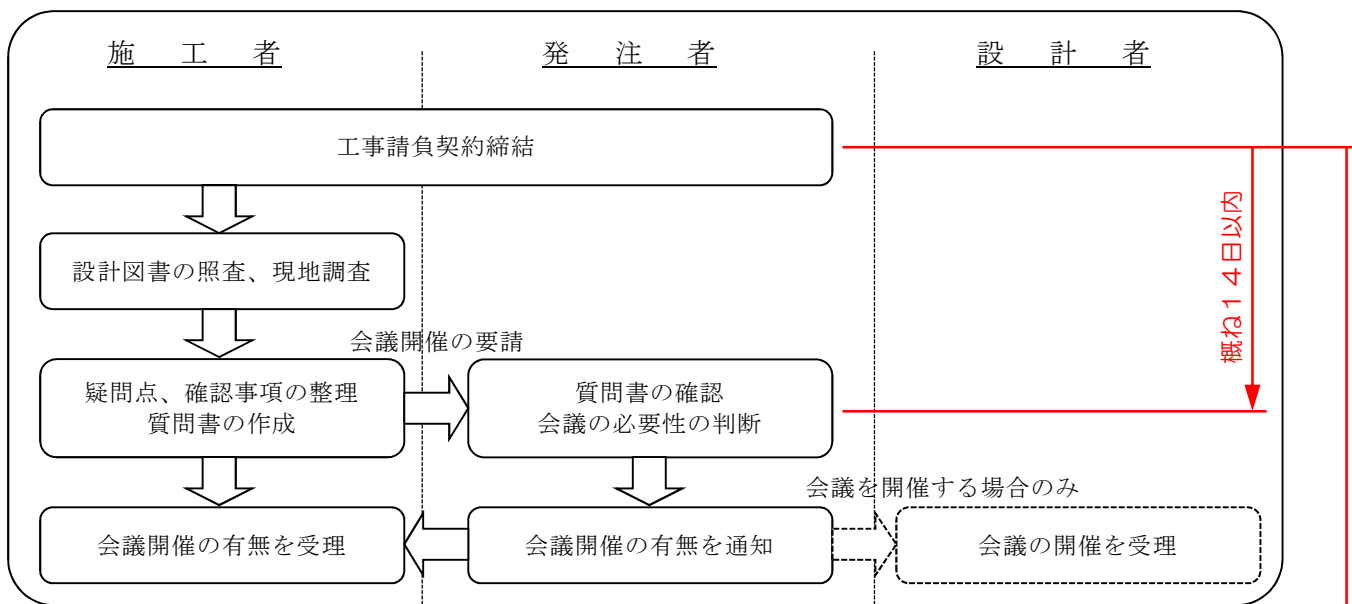 施　工　者
発　注　者
設　計　者
工事請負契約締結
設計図書の照査、現地調査
概ね１４日以内
会議開催の要請
疑問点、確認事項の整理
質問書の作成
質問書の確認
会議の必要性の判断
会議を開催する場合のみ
会議開催の有無を受理
会議開催の有無を通知
会議の開催を受理